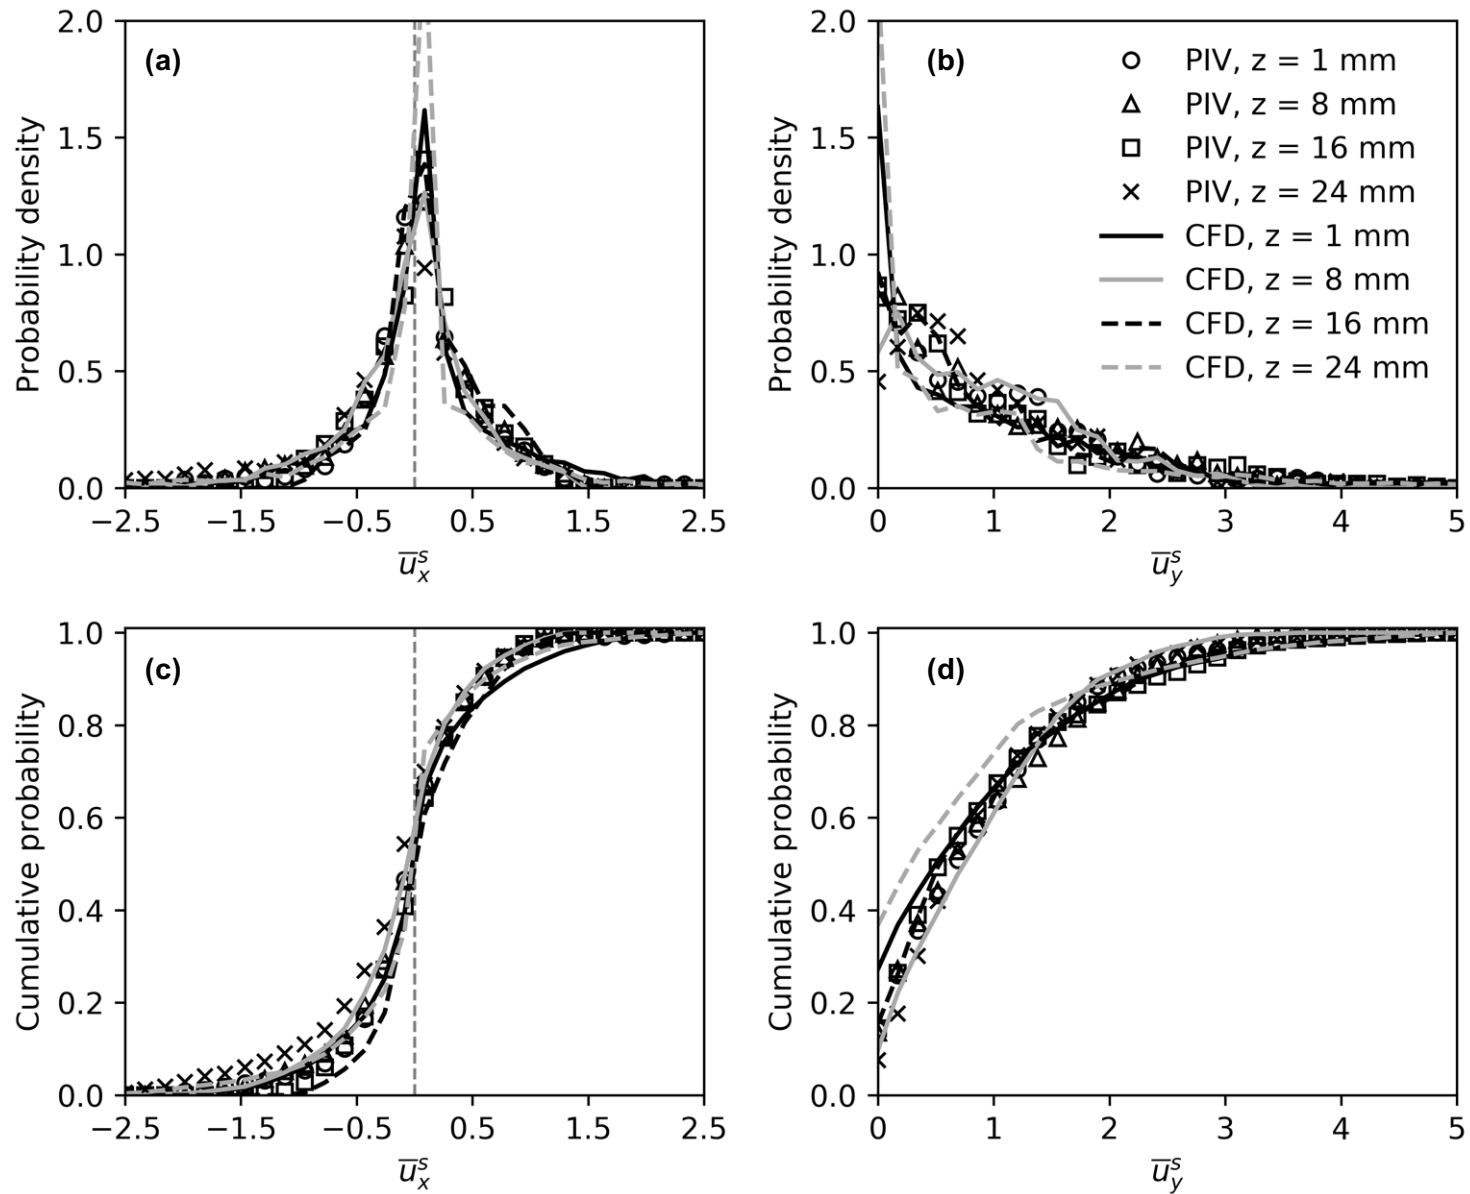 (a)
2.0
1.5
1.0
0.5
0.0
Probability density
−2.5 −1.5 −0.5 0.5 1.5 2.5
u̅ₓˢ
(b)
2.0
1.5
1.0
0.5
0.0
Probability density
PIV, z = 1 mm
PIV, z = 8 mm
PIV, z = 16 mm
PIV, z = 24 mm
CFD, z = 1 mm
CFD, z = 8 mm
CFD, z = 16 mm
CFD, z = 24 mm
0 1 2 3 4 5
u̅_yˢ
(c)
1.0
0.8
0.6
0.4
0.2
0.0
Cumulative probability
−2.5 −1.5 −0.5 0.5 1.5 2.5
u̅ₓˢ
(d)
1.0
0.8
0.6
0.4
0.2
0.0
Cumulative probability
0 1 2 3 4 5
u̅_yˢ